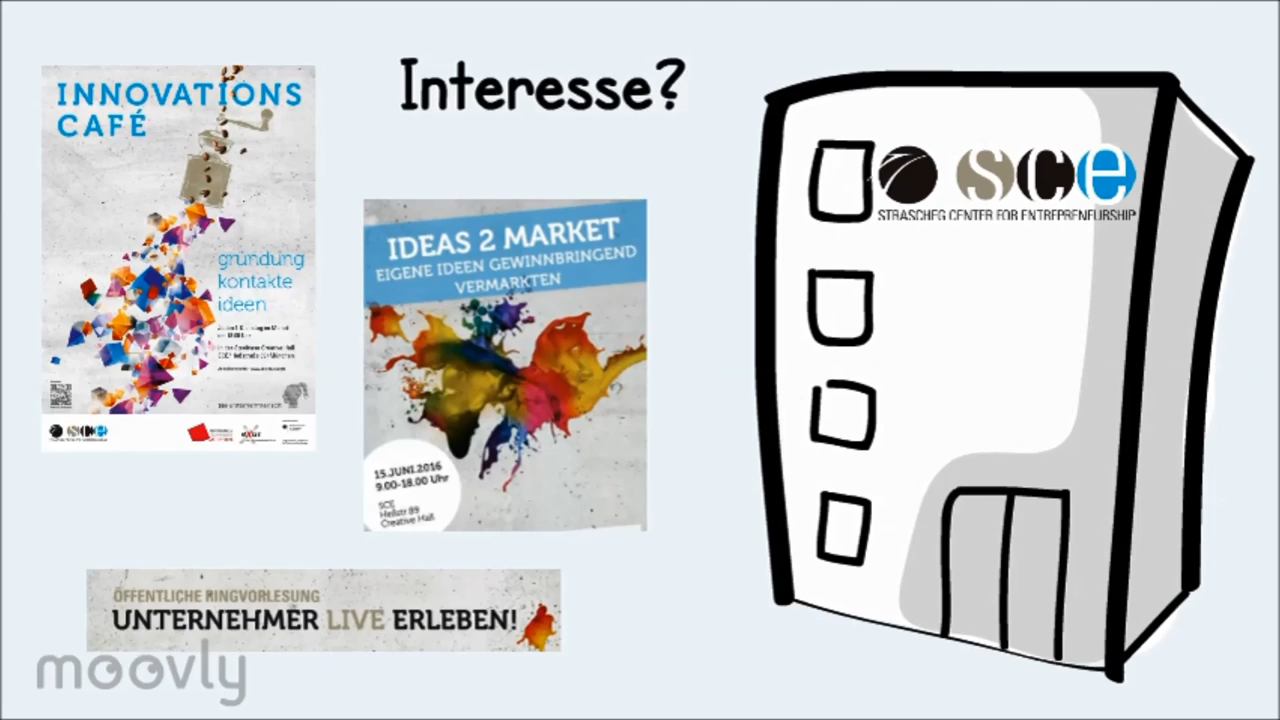 Interesse?
INNOVATIONS
CAFÉ
gründung
kontakte
ideen
sce
IDEAS 2 MARKET
EIGENE IDEEN GEWINNBRINGEND
VERMARKTEN
15.JUNI.2016
9.00-18.00 Uhr
SCE
Heßstr 89
Creative Hall
ÖFFENTLICHE RINGVORLESUNG
UNTERNEHMER LIVE ERLEBEN!
sce
STRASCHEG CENTER FOR ENTREPRENEURSHIP
moovly